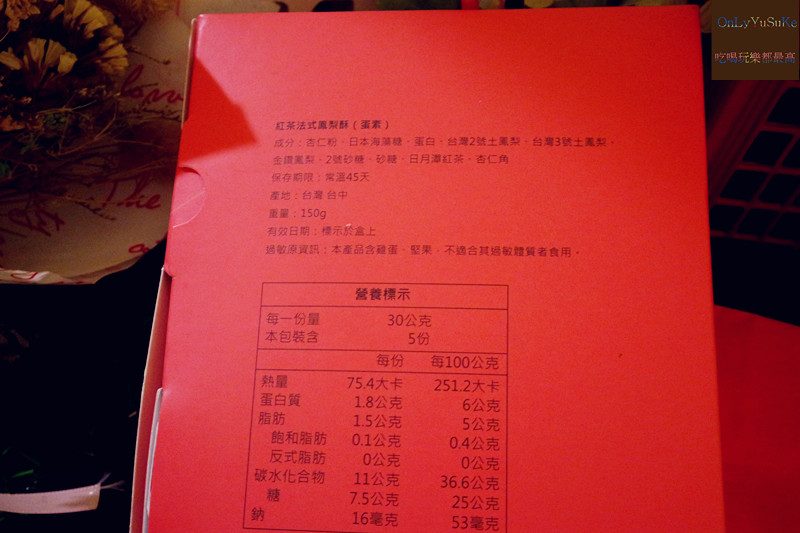 OnLyYuSuKe
吃喝玩樂都最高
love
The
紅茶法式鳳梨酥（蛋素）
成分：杏仁粉、日本海藻糖、蛋白、台灣2號土鳳梨、台灣3號土鳳梨、
金鑽鳳梨、2號砂糖、砂糖、日月潭紅茶、杏仁角
保存期限：常溫45天
產地：台灣 台中
重量：150g
有效日期：標示於盒上
過敏原資訊：本產品含雞蛋、堅果，不適合其過敏體質者食用。
營養標示
每一份量 30公克
本包裝含 5份
每份 每100公克
熱量 75.4大卡 251.2大卡
蛋白質 1.8公克 6公克
脂肪 1.5公克 5公克
飽和脂肪 0.1公克 0.4公克
反式脂肪 0公克 0公克
碳水化合物 11公克 36.6公克
糖 7.5公克 25公克
鈉 16毫克 53毫克